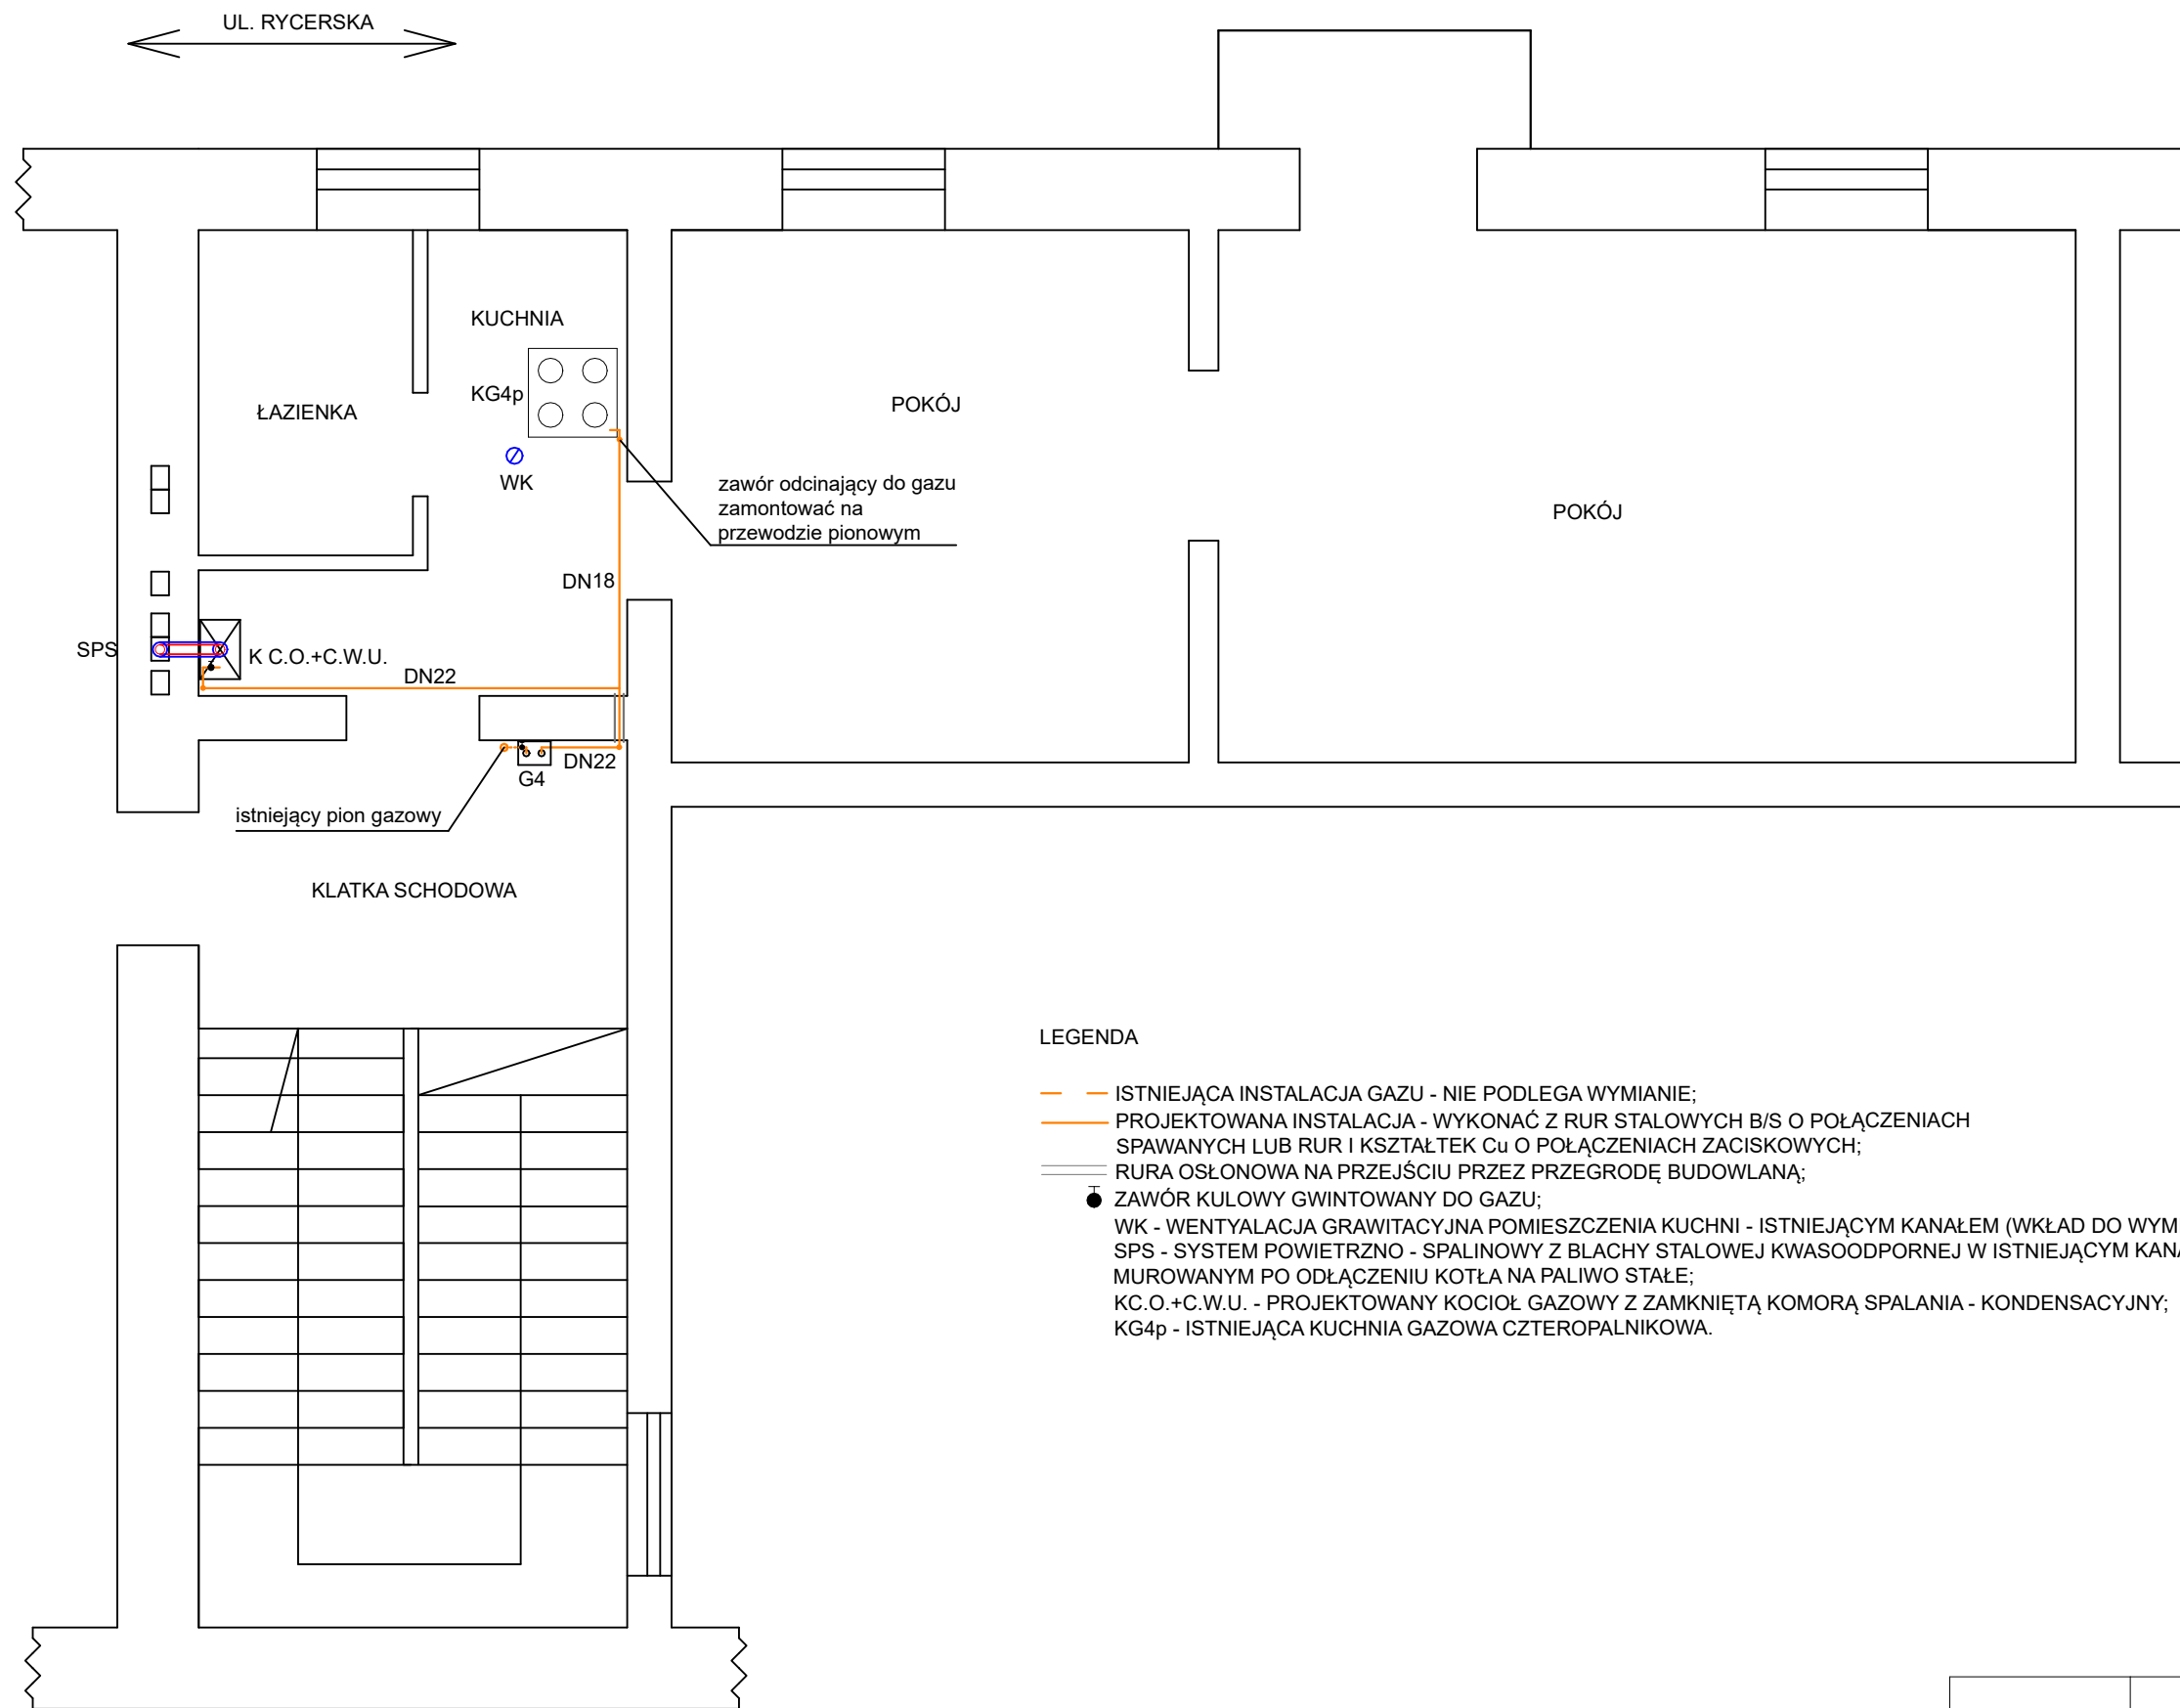 UL. RYCERSKA
KUCHNIA
KG4p
ŁAZIENKA
POKÓJ
WK
zawór odcinający do gazu
zamontować na
przewodzie pionowym
POKÓJ
DN18
SPS
K C.O.+C.W.U.
DN22
DN22
G4
istniejący pion gazowy
KLATKA SCHODOWA
LEGENDA
ISTNIEJĄCA INSTALACJA GAZU - NIE PODLEGA WYMIANIE;
PROJEKTOWANA INSTALACJA - WYKONAĆ Z RUR STALOWYCH B/S O POŁĄCZENIACH
SPAWANYCH LUB RUR I KSZTAŁTEK Cu O POŁĄCZENIACH ZACISKOWYCH;
RURA OSŁONOWA NA PRZEJŚCIU PRZEZ PRZEGRODĘ BUDOWLANĄ;
ZAWÓR KULOWY GWINTOWANY DO GAZU;
WK - WENTYALACJA GRAWITACYJNA POMIESZCZENIA KUCHNI - ISTNIEJĄCYM KANAŁEM (WKŁAD DO WYM
SPS - SYSTEM POWIETRZNO - SPALINOWY Z BLACHY STALOWEJ KWASOODPORNEJ W ISTNIEJĄCYM KANA
MUROWANYM PO ODŁĄCZENIU KOTŁA NA PALIWO STAŁE;
KC.O.+C.W.U. - PROJEKTOWANY KOCIOŁ GAZOWY Z ZAMKNIĘTĄ KOMORĄ SPALANIA - KONDENSACYJNY;
KG4p - ISTNIEJĄCA KUCHNIA GAZOWA CZTEROPALNIKOWA.